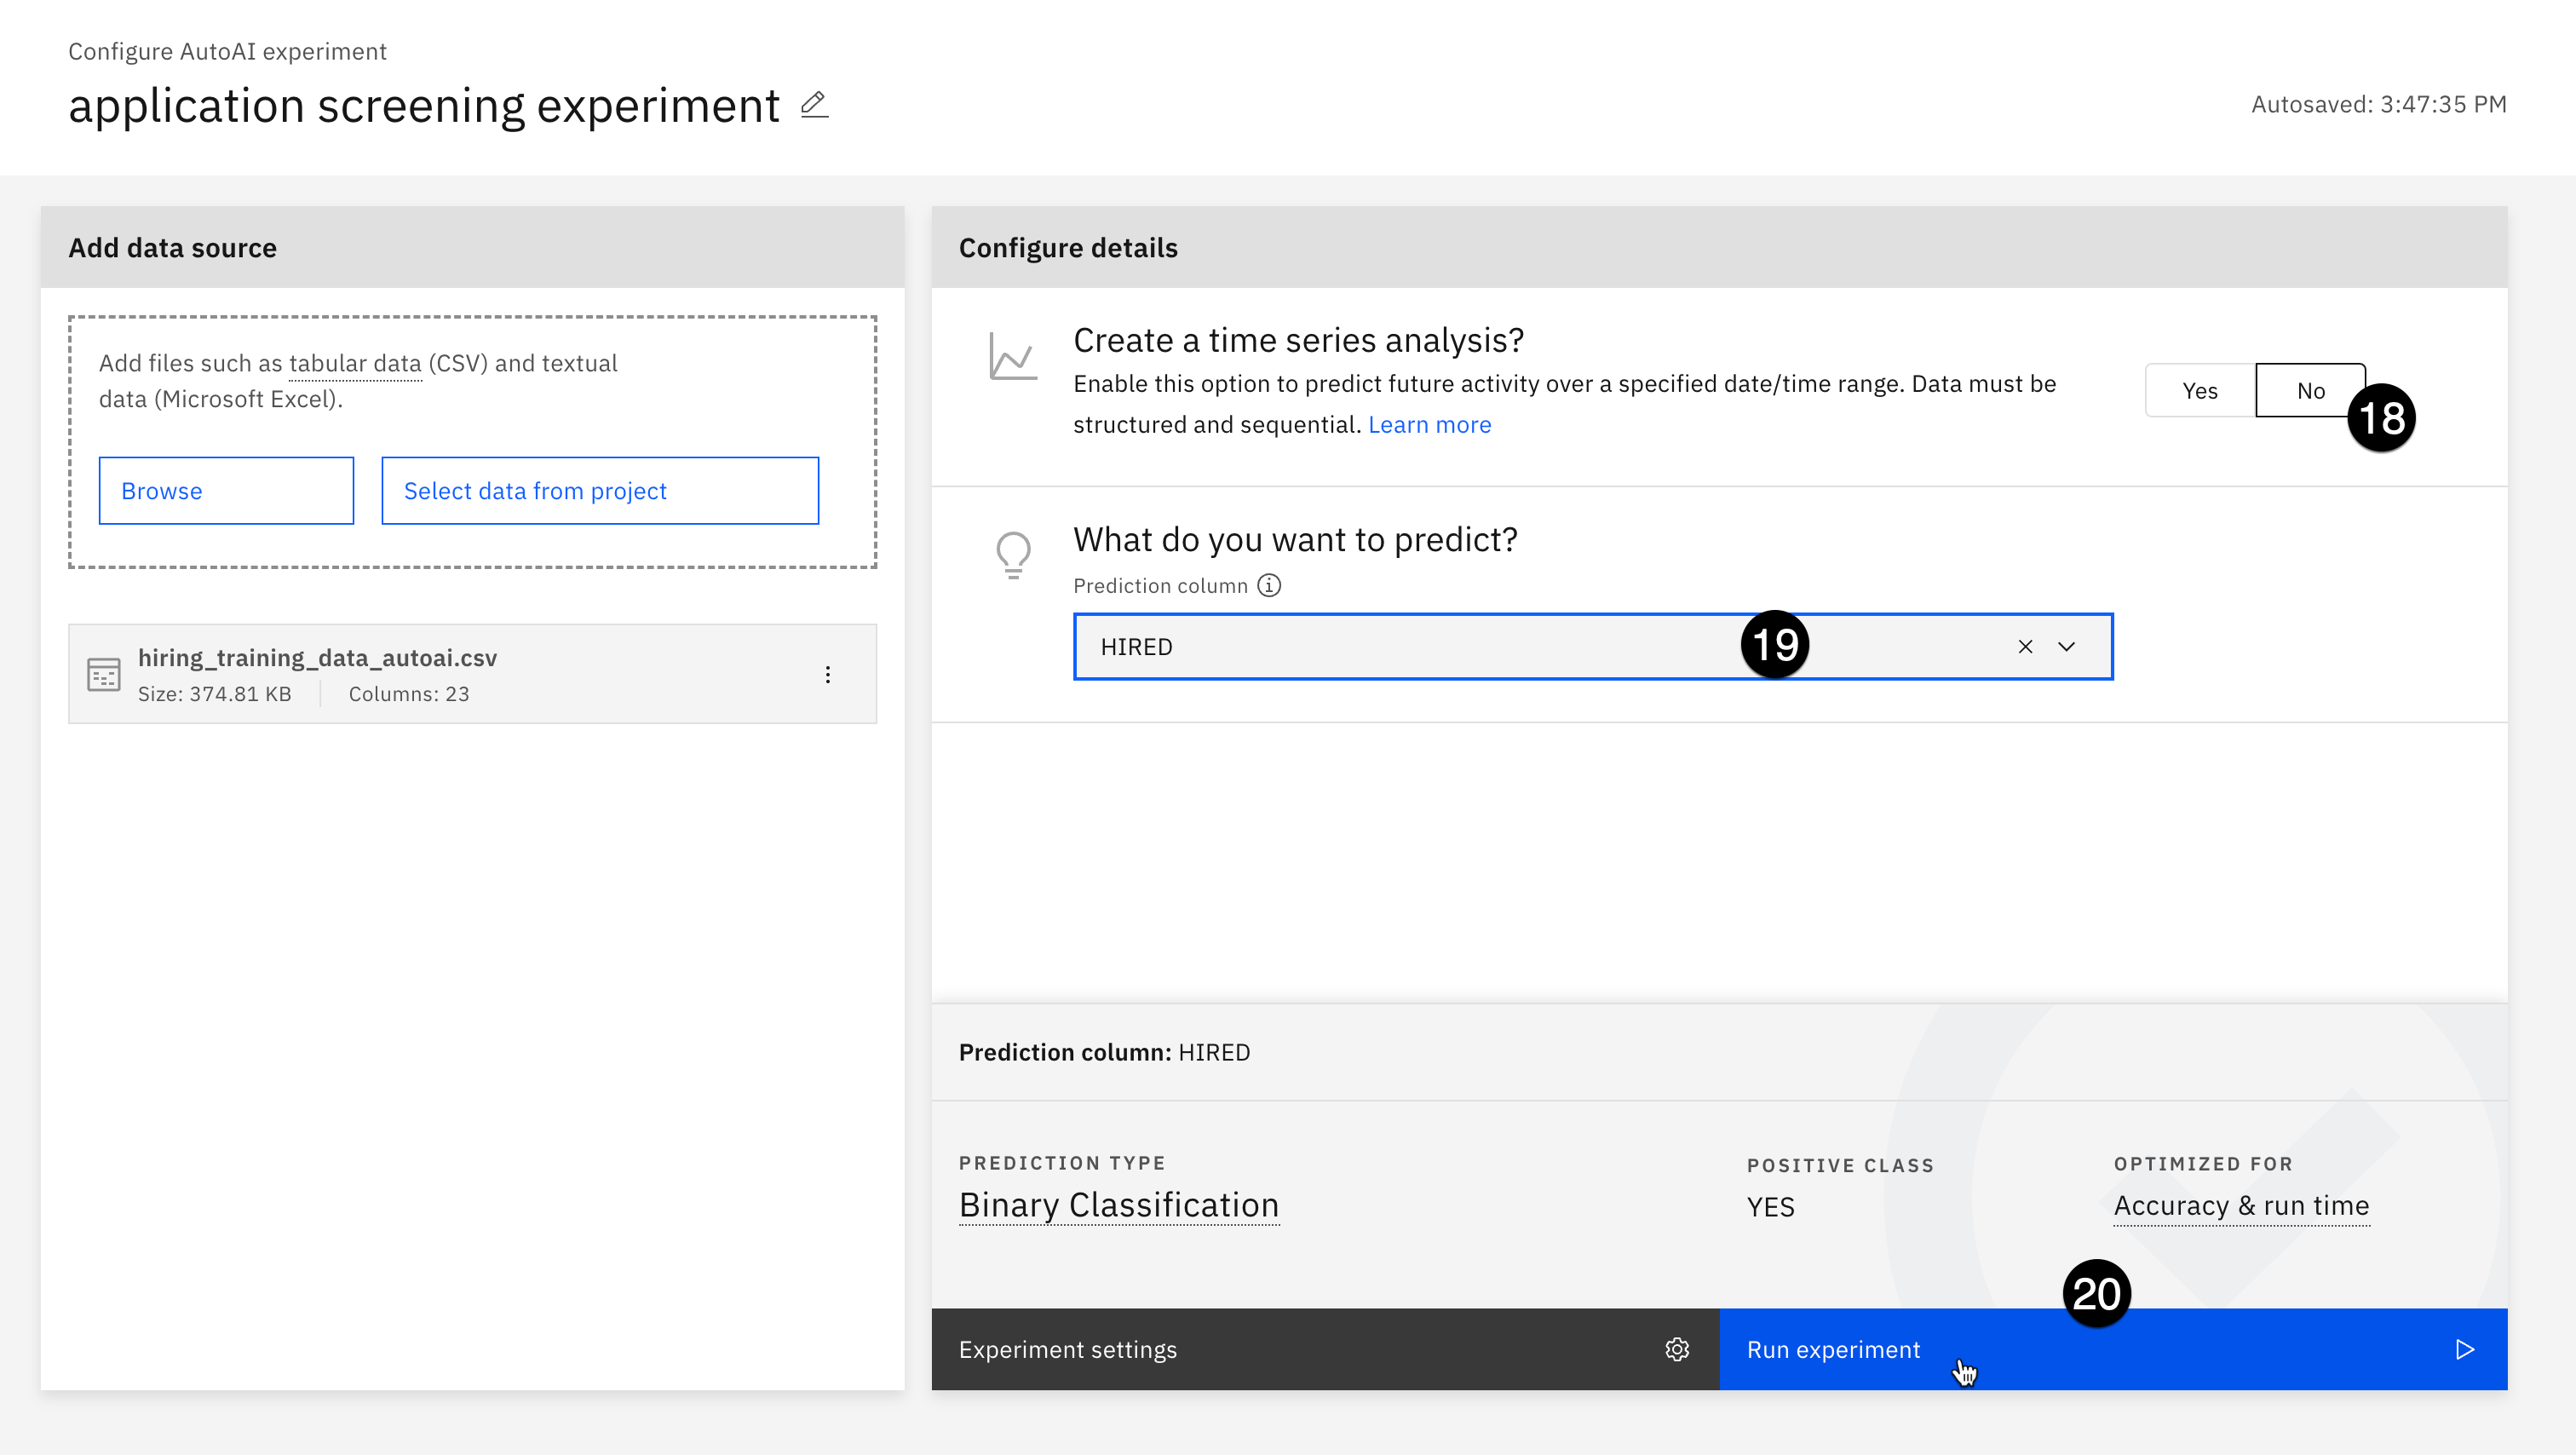 Configure AutoAI experiment
application screening experiment
Autosaved: 3:47:35 PM
Add data source
Add files such as tabular data (CSV) and textual
data (Microsoft Excel).
Browse
Select data from project
hiring_training_data_autoai.csv
Size: 374.81 KB
Columns: 23
Configure details
Create a time series analysis?
Enable this option to predict future activity over a specified date/time range. Data must be
structured and sequential. Learn more
Yes
No
18
What do you want to predict?
Prediction column
HIRED
19
Prediction column: HIRED
PREDICTION TYPE
Binary Classification
POSITIVE CLASS
YES
OPTIMIZED FOR
Accuracy & run time
20
Experiment settings
Run experiment